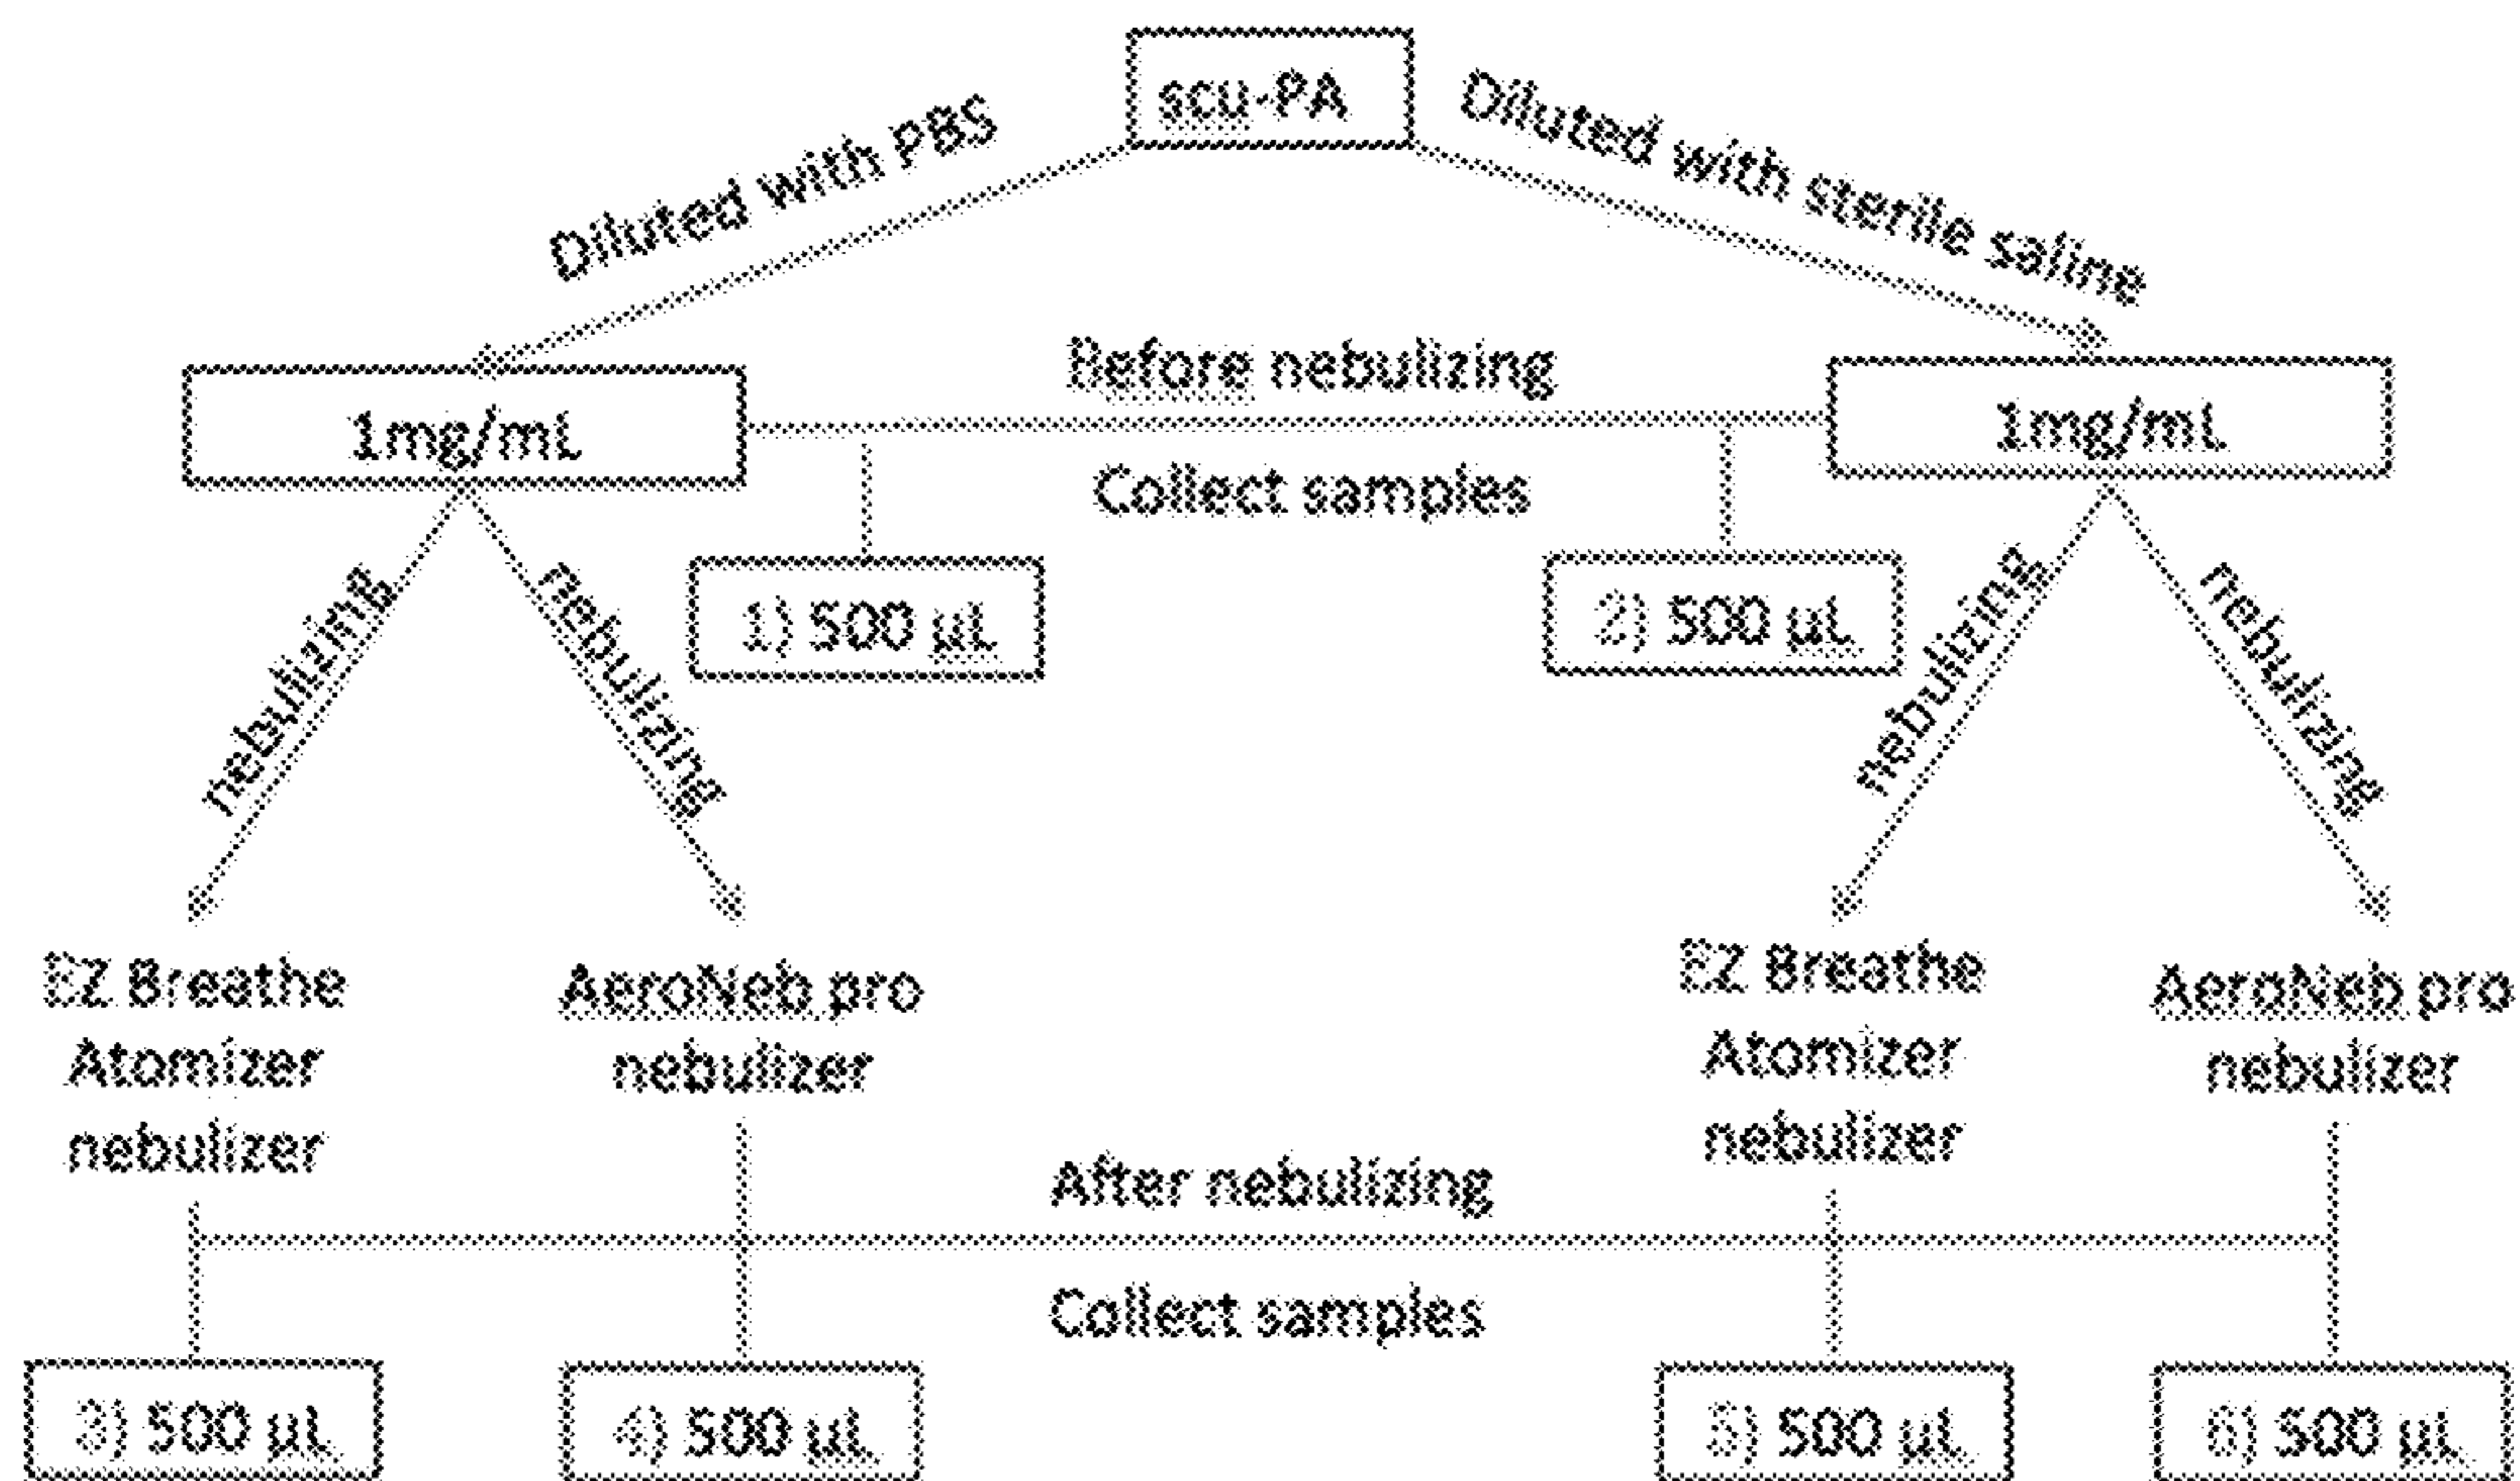 scu-PA
Diluted with PBS
Diluted with sterile saline
1mg/mL
Before nebulizing
Collect samples
1mg/mL
1) 500 µL
2) 500 µL
nebulizing
nebulizing
nebulizing
nebulizing
EZ Breathe
Atomizer
nebulizer
AeroNeb pro
nebulizer
EZ Breathe
Atomizer
nebulizer
AeroNeb pro
nebulizer
After nebulizing
Collect samples
3) 500 µL
4) 500 µL
5) 500 µL
6) 500 µL